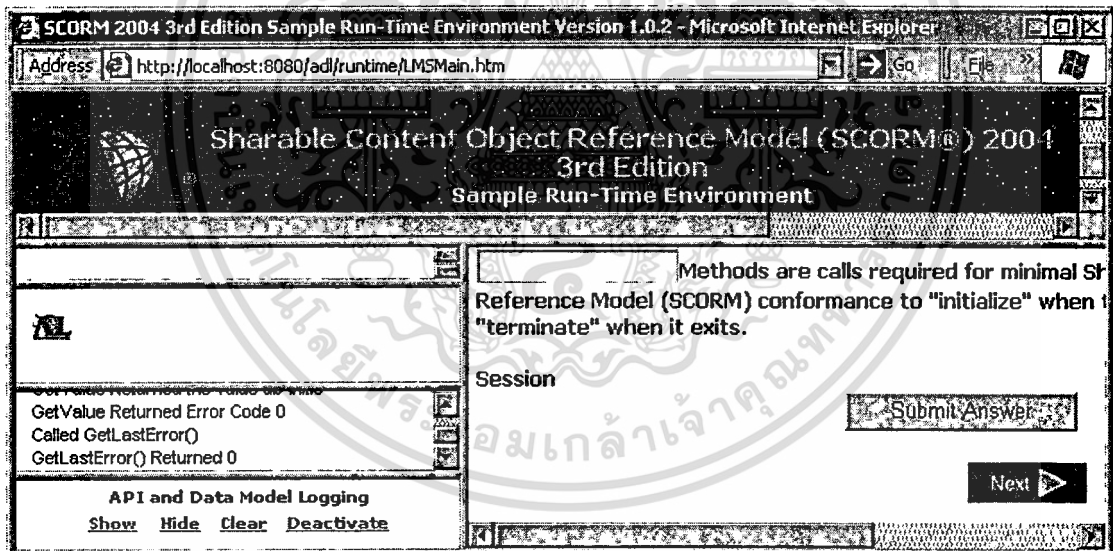 SCORM 2004 3rd Edition Sample Run-Time Environment Version 1.0.2 - Microsoft Internet Explorer
Address http://localhost:8080/adl/runtime/LMSMain.htm Go File »
Sharable Content Object Reference Model (SCORM®) 2004
3rd Edition
Sample Run-Time Environment
Methods are calls required for minimal Sh
Reference Model (SCORM) conformance to "initialize" when t
"terminate" when it exits.
Session
Submit Answer
Next
GetValue Returned Error Code 0
Called GetLastError()
GetLastError() Returned 0
API and Data Model Logging
Show Hide Clear Deactivate